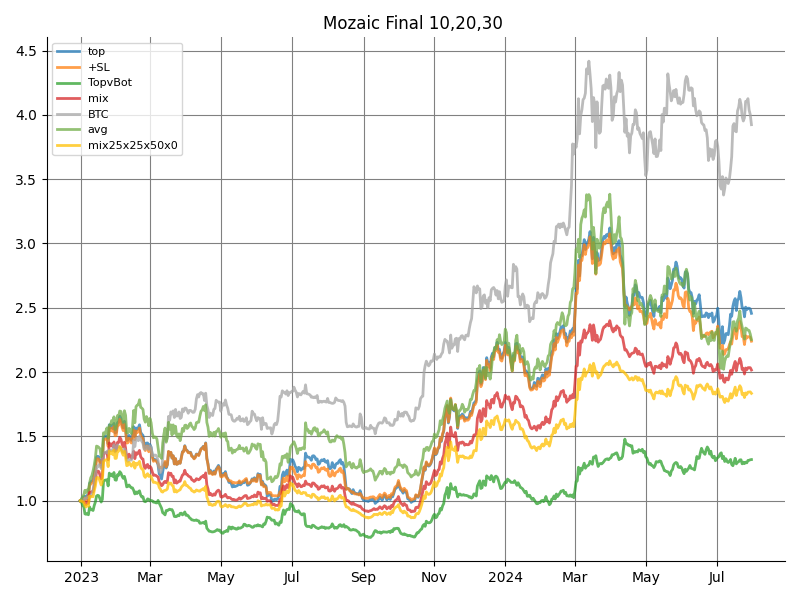 Mozaic Final 10,20,30
top
+SL
TopvBot
mix
BTC
avg
mix25x25x50x0
4.5
4.0
3.5
3.0
2.5
2.0
1.5
1.0
2023 Mar May Jul Sep Nov 2024 Mar May Jul